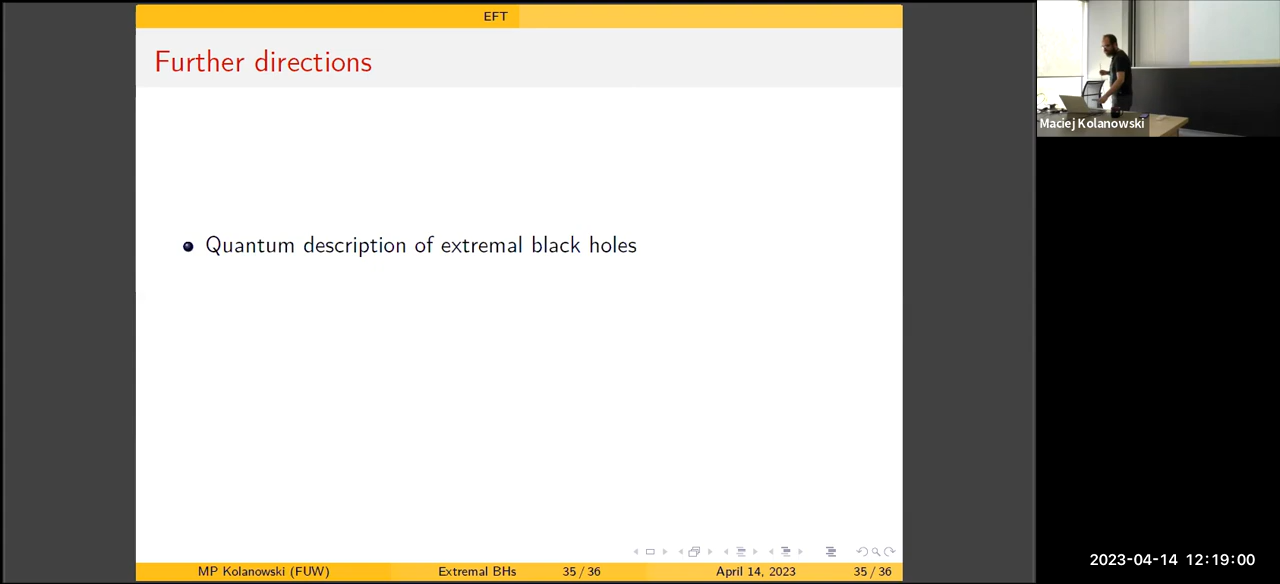 EFT
Further directions
Quantum description of extremal black holes
MP Kolanowski (FUW) Extremal BHs 35 / 36 April 14, 2023 35 / 36
Maciej Kolanowski
2023-04-14 12:19:00